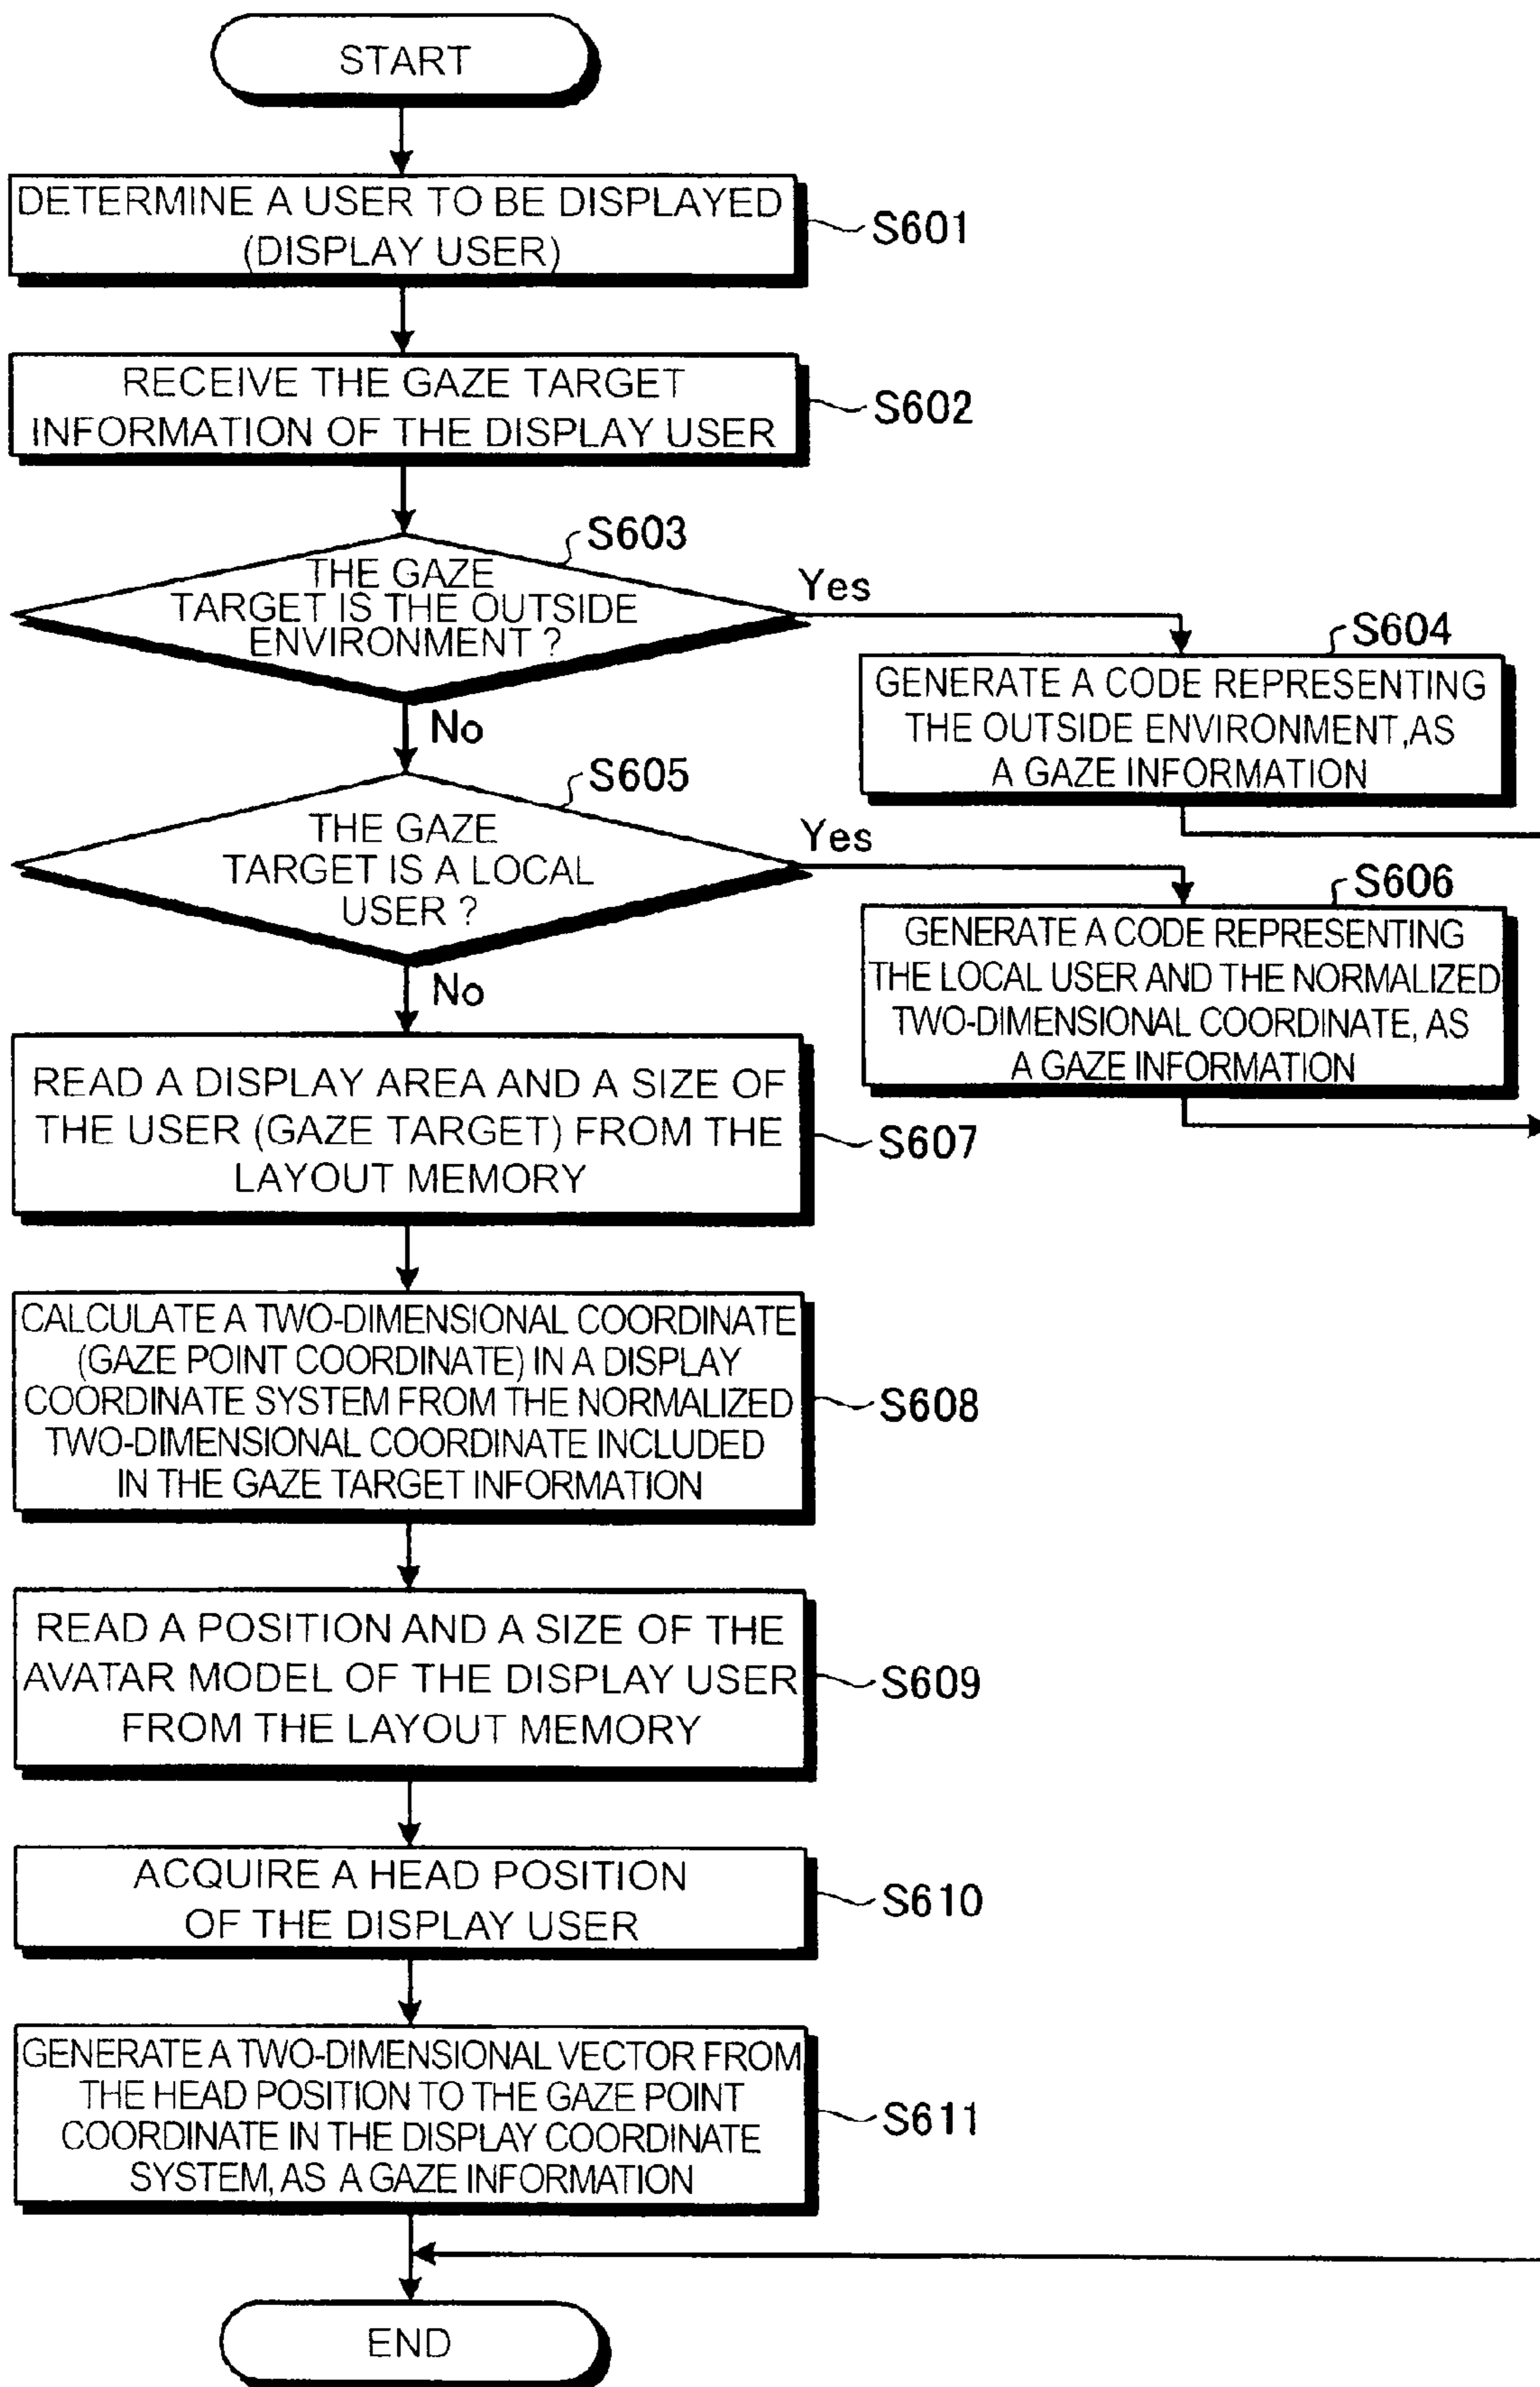 START
DETERMINE A USER TO BE DISPLAYED
(DISPLAY USER)
S601
RECEIVE THE GAZE TARGET
INFORMATION OF THE DISPLAY USER
S602
S603
THE GAZE
TARGET IS THE OUTSIDE
ENVIRONMENT ?
Yes
No
S604
GENERATE A CODE REPRESENTING
THE OUTSIDE ENVIRONMENT, AS
A GAZE INFORMATION
S605
THE GAZE
TARGET IS A LOCAL
USER ?
Yes
No
S606
GENERATE A CODE REPRESENTING
THE LOCAL USER AND THE NORMALIZED
TWO-DIMENSIONAL COORDINATE, AS
A GAZE INFORMATION
READ A DISPLAY AREA AND A SIZE OF
THE USER (GAZE TARGET) FROM THE
LAYOUT MEMORY
S607
CALCULATE A TWO-DIMENSIONAL COORDINATE
(GAZE POINT COORDINATE) IN A DISPLAY
COORDINATE SYSTEM FROM THE NORMALIZED
TWO-DIMENSIONAL COORDINATE INCLUDED
IN THE GAZE TARGET INFORMATION
S608
READ A POSITION AND A SIZE OF THE
AVATAR MODEL OF THE DISPLAY USER
FROM THE LAYOUT MEMORY
S609
ACQUIRE A HEAD POSITION
OF THE DISPLAY USER
S610
GENERATE A TWO-DIMENSIONAL VECTOR FROM
THE HEAD POSITION TO THE GAZE POINT
COORDINATE IN THE DISPLAY COORDINATE
SYSTEM, AS A GAZE INFORMATION
S611
END